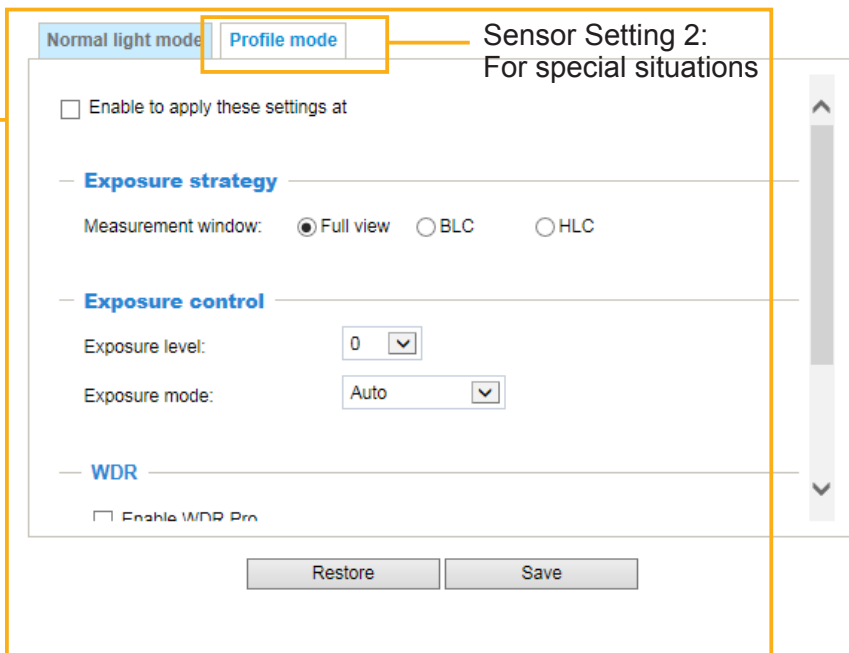 Normal light mode Profile mode
Sensor Setting 2:
For special situations
Enable to apply these settings at
Exposure strategy
Measurement window: Full view BLC HLC
Exposure control
Exposure level: 0
Exposure mode: Auto
WDR
Enable WDR Pro
Restore Save